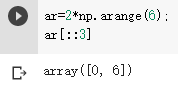 ar=2*np.arange(6);
ar[::3]
array([0, 6])